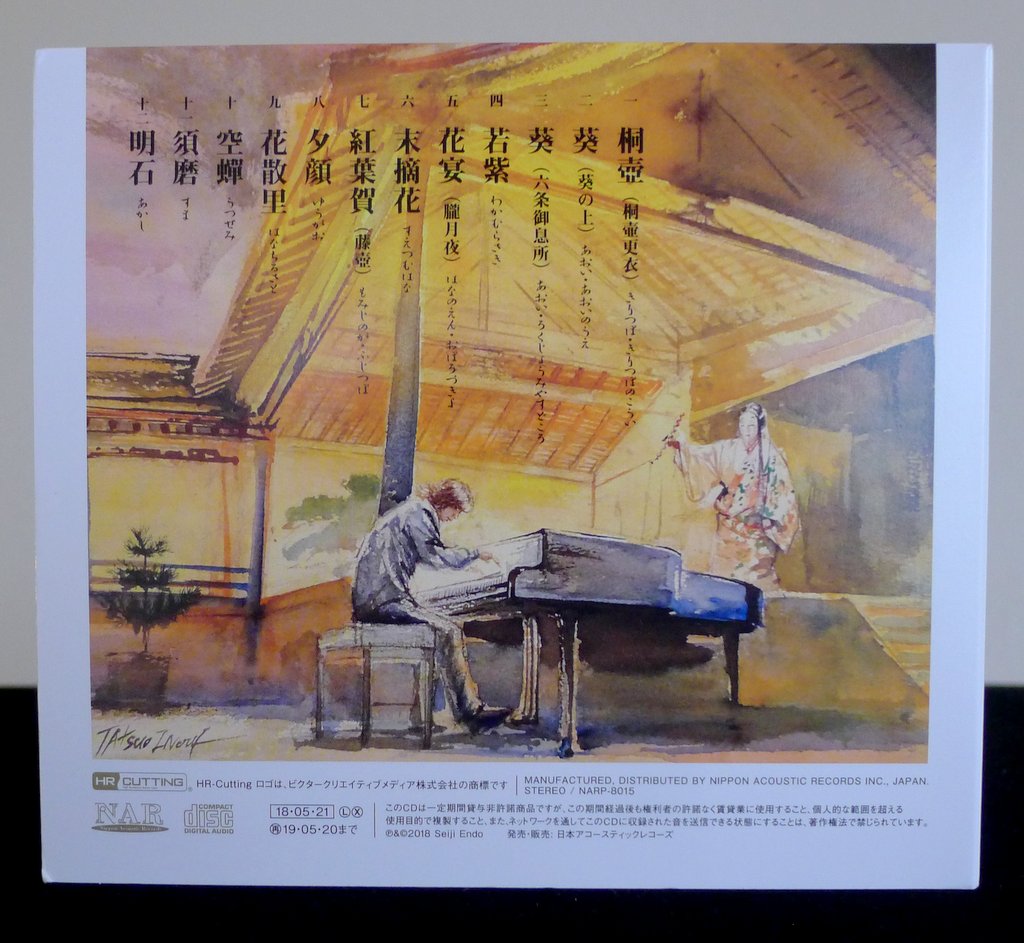 一 桐壺（桐壷更衣） きりつぼ・きりつぼのこうい
二 葵（葵の上） あおい・あおいのうえ
三 葵（六条御息所） あおい・ろくじょうみやすどころ
四 若紫 わかむらさき
五 花宴（朧月夜） はなのえん・おぼろづきよ
六 末摘花 すえつむはな
七 紅葉賀（藤壺） もみじのが・ふじつぼ
八 夕顔 ゆうがお
九 花散里 はなちるさと
十 空蟬 うつせみ
十一 須磨 すま
十二 明石 あかし
TAtsuo INouE
HR CUTTING HR-Cutting ロゴは、ビクタークリエイティブメディア株式会社の商標です
MANUFACTURED, DISTRIBUTED BY NIPPON ACOUSTIC RECORDS INC., JAPAN.
STEREO / NARP-8015
NAR
Nippon Acoustic Records
COMPACT
disc
DIGITAL AUDIO
18・05・21 Ⓛ Ⓧ
㋐19・05・20まで
このCDは一定期間貸与非許諾商品ですが、この期間経過後も権利者の許諾なく賃貸業に使用すること、個人的な範囲を超える
使用目的で複製すること、また、ネットワークを通してこのCDに収録された音を送信できる状態にすることは、著作権法で禁じられています。
℗&©2018 Seiji Endo 発売・販売: 日本アコースティックレコーズ